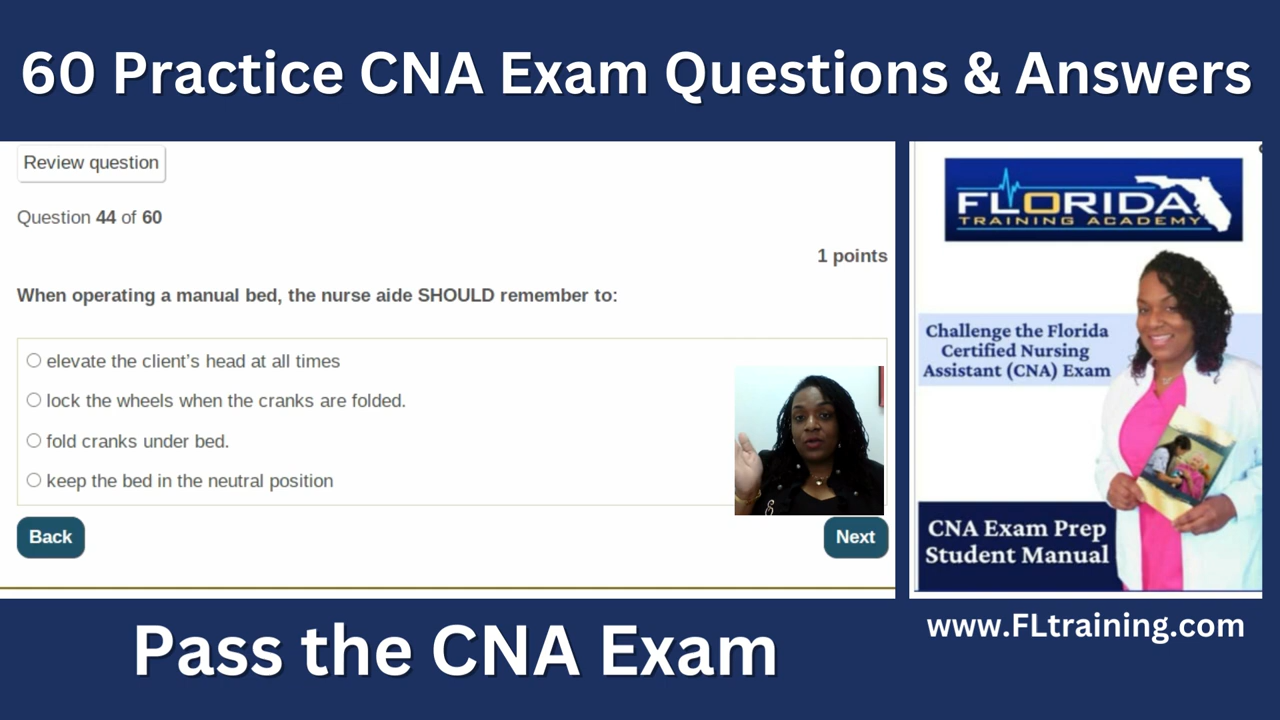 60 Practice CNA Exam Questions & Answers
Review question
Question 44 of 60
1 points
When operating a manual bed, the nurse aide SHOULD remember to:
elevate the client's head at all times
lock the wheels when the cranks are folded.
fold cranks under bed.
keep the bed in the neutral position
Back
Next
FLORIDA
TRAINING ACADEMY
Challenge the Florida
Certified Nursing
Assistant (CNA) Exam
CNA Exam Prep
Student Manual
Pass the CNA Exam
www.FLtraining.com